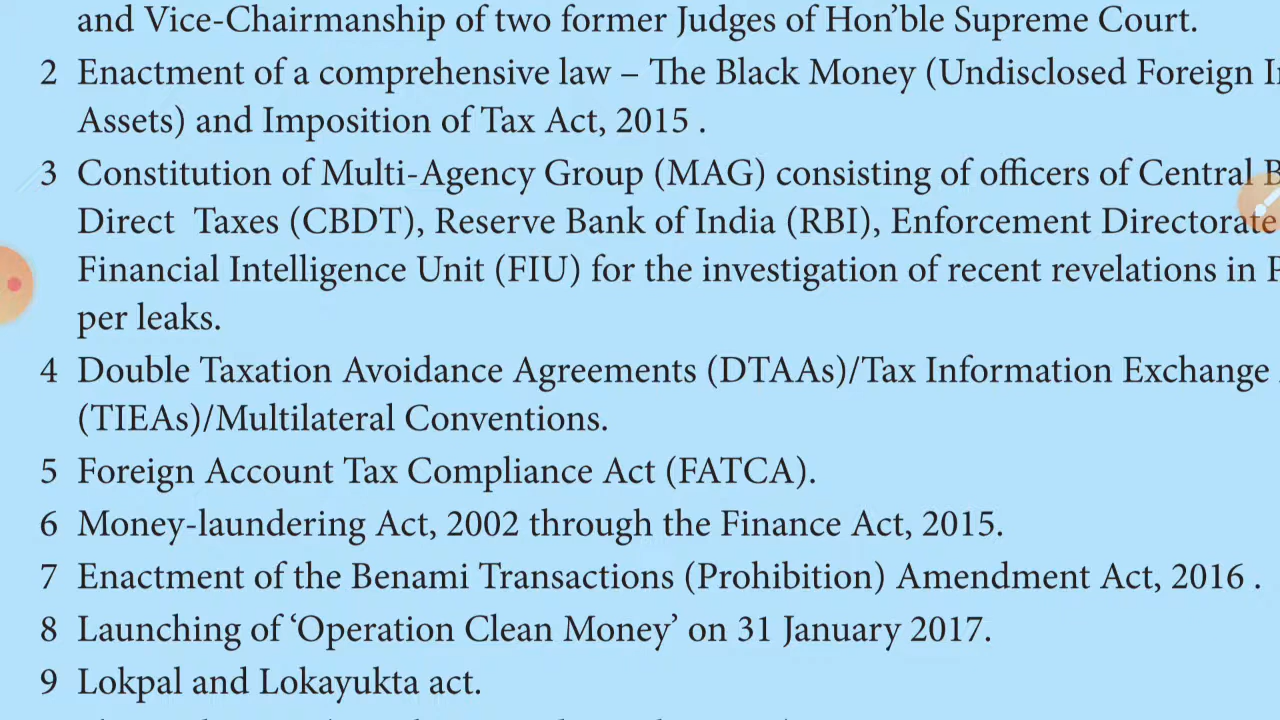 and Vice-Chairmanship of two former Judges of Hon’ble Supreme Court.
2 Enactment of a comprehensive law – The Black Money (Undisclosed Foreign
Assets) and Imposition of Tax Act, 2015 .
3 Constitution of Multi-Agency Group (MAG) consisting of officers of Central
Direct Taxes (CBDT), Reserve Bank of India (RBI), Enforcement Directorate
Financial Intelligence Unit (FIU) for the investigation of recent revelations in
per leaks.
4 Double Taxation Avoidance Agreements (DTAAs)/Tax Information Exchange
(TIEAs)/Multilateral Conventions.
5 Foreign Account Tax Compliance Act (FATCA).
6 Money-laundering Act, 2002 through the Finance Act, 2015.
7 Enactment of the Benami Transactions (Prohibition) Amendment Act, 2016 .
8 Launching of ‘Operation Clean Money’ on 31 January 2017.
9 Lokpal and Lokayukta act.